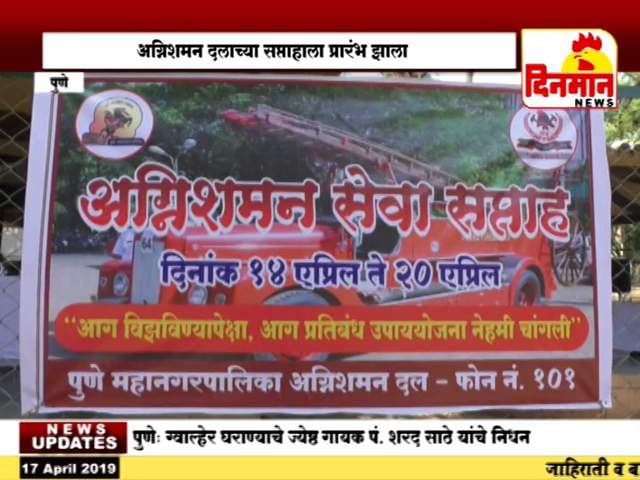 अग्निशमन दलाच्या सप्ताहाला प्रारंभ झाला
दिनमान
NEWS
पुणे
अग्निशमन सेवा सप्ताह
दिनांक १४ एप्रिल ते २० एप्रिल
"आग विझविण्यापेक्षा, आग प्रतिबंध उपाययोजना नेहमी चांगली"
पुणे महानगरपालिका अग्निशमन दल - फोन नं. १०१
NEWS UPDATES
पुणेः ग्वाल्हेर घराण्याचे ज्येष्ठ गायक पं. शरद साठे यांचे निधन
17 April 2019
जाहिराती व ब